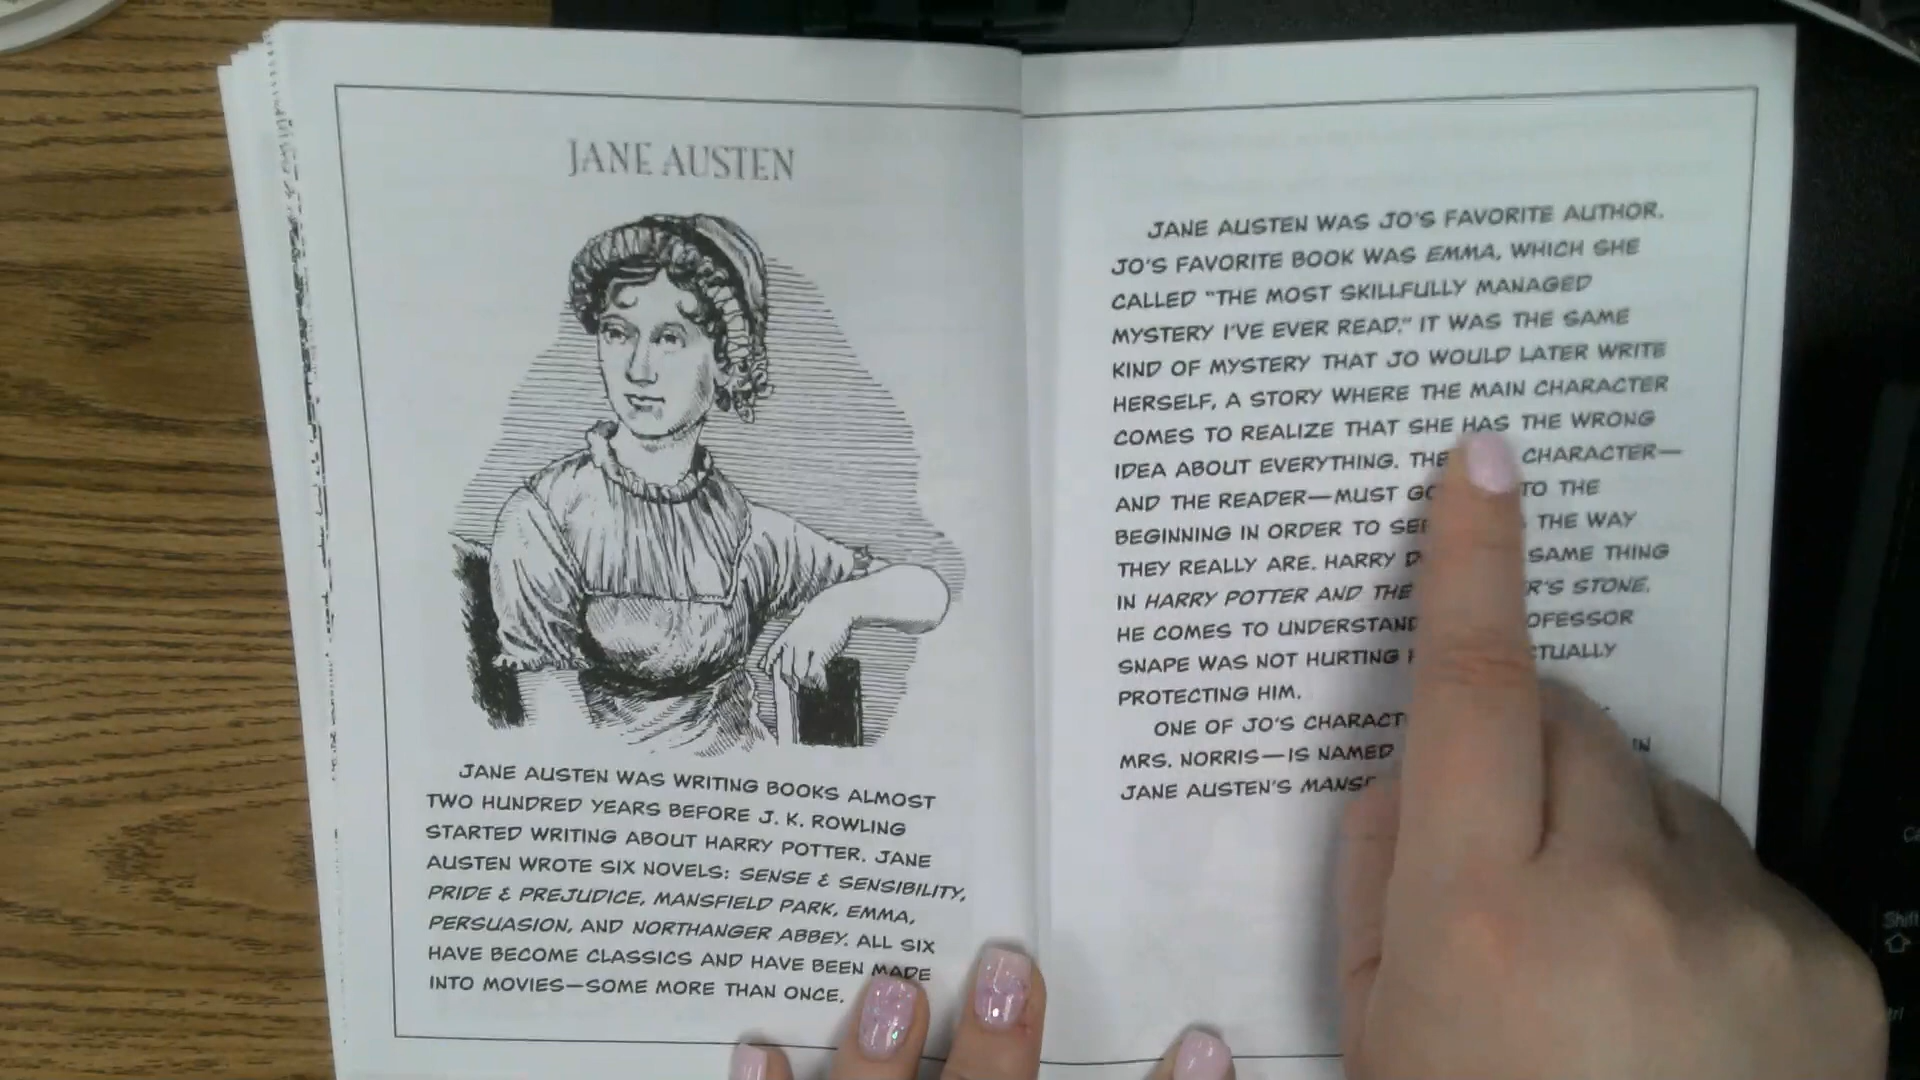 JANE AUSTEN
JANE AUSTEN WAS WRITING BOOKS ALMOST
TWO HUNDRED YEARS BEFORE J. K. ROWLING
STARTED WRITING ABOUT HARRY POTTER. JANE
AUSTEN WROTE SIX NOVELS: SENSE & SENSIBILITY,
PRIDE & PREJUDICE, MANSFIELD PARK, EMMA,
PERSUASION, AND NORTHANGER ABBEY. ALL SIX
HAVE BECOME CLASSICS AND HAVE BEEN MADE
INTO MOVIES—SOME MORE THAN ONCE.
JANE AUSTEN WAS JO'S FAVORITE AUTHOR.
JO'S FAVORITE BOOK WAS EMMA, WHICH SHE
CALLED "THE MOST SKILLFULLY MANAGED
MYSTERY I'VE EVER READ." IT WAS THE SAME
KIND OF MYSTERY THAT JO WOULD LATER WRITE
HERSELF, A STORY WHERE THE MAIN CHARACTER
COMES TO REALIZE THAT SHE HAS THE WRONG
IDEA ABOUT EVERYTHING. THE CHARACTER—
AND THE READER—MUST TO THE
BEGINNING IN ORDER TO THE WAY
THEY REALLY ARE. HARRY SAME THING
IN HARRY POTTER AND THE STONE.
HE COMES TO UNDERSTAND
SNAPE WAS NOT HURTING
PROTECTING HIM.
ONE OF JO'S
MRS. NORRIS—IS NAMED IN
JANE AUSTEN'S
Shift